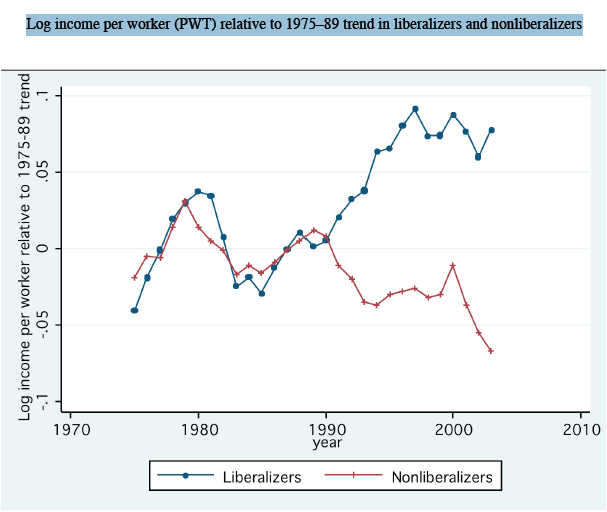 Log income per worker (PWT) relative to 1975–89 trend in liberalizers and nonliberalizers
Log income per worker relative to 1975-89 trend
.1
.05
0
-.05
-.1
1970
1980
1990
2000
2010
year
Liberalizers
Nonliberalizers